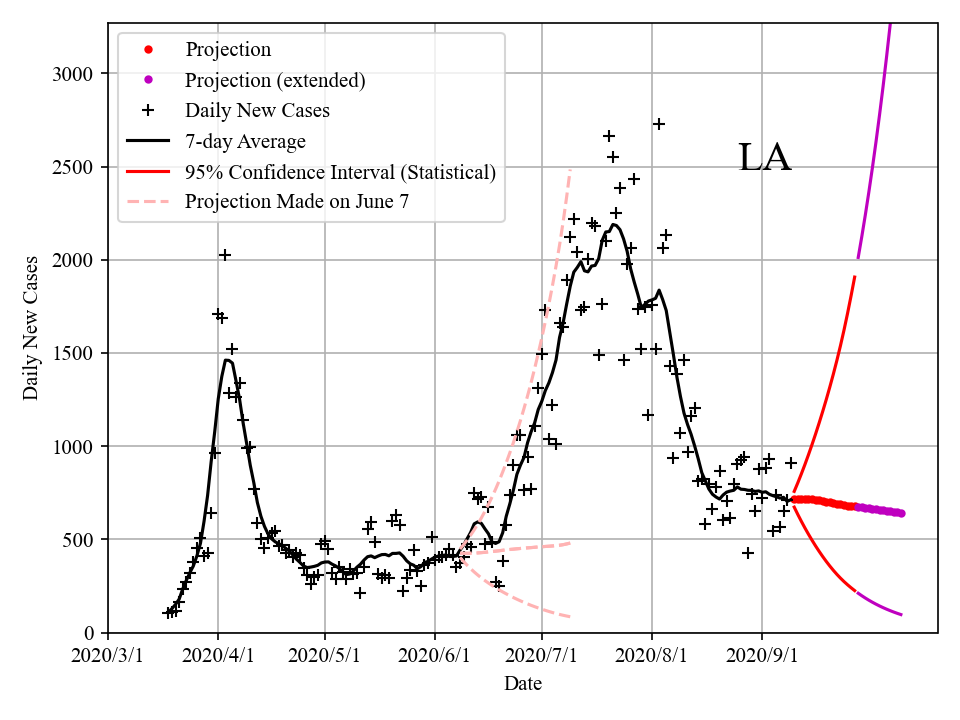 Projection
Projection (extended)
Daily New Cases
7-day Average
95% Confidence Interval (Statistical)
Projection Made on June 7
LA
3000
2500
2000
1500
1000
500
0
Daily New Cases
2020/3/1
2020/4/1
2020/5/1
2020/6/1
2020/7/1
2020/8/1
2020/9/1
Date